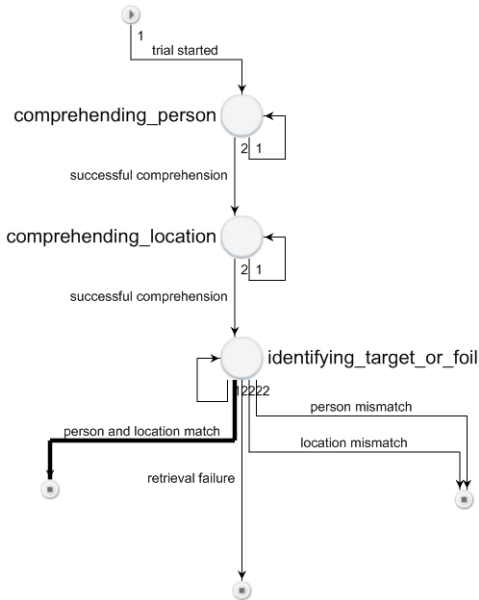 1
trial started
comprehending_person
2 1
successful comprehension
comprehending_location
2 1
successful comprehension
identifying_target_or_foil
12222
person mismatch
person and location match
location mismatch
retrieval failure